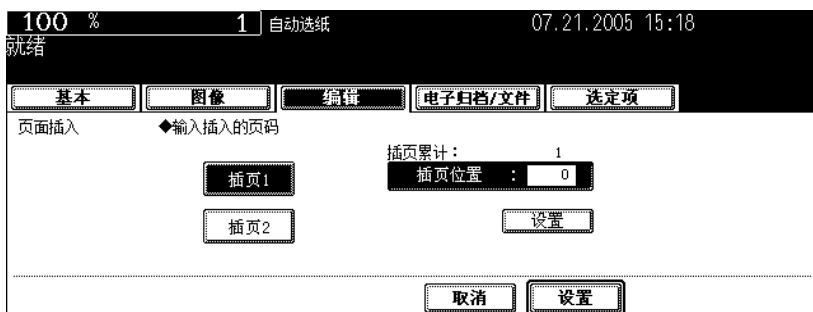 100 % 1 自动选纸 07.21.2005 15:18
就绪
基本 图像 编辑 电子归档/文件 选定项
页面插入 ◆输入插入的页码
插页累计： 1
插页1 插页位置 : 0
插页2 设置
取消 设置